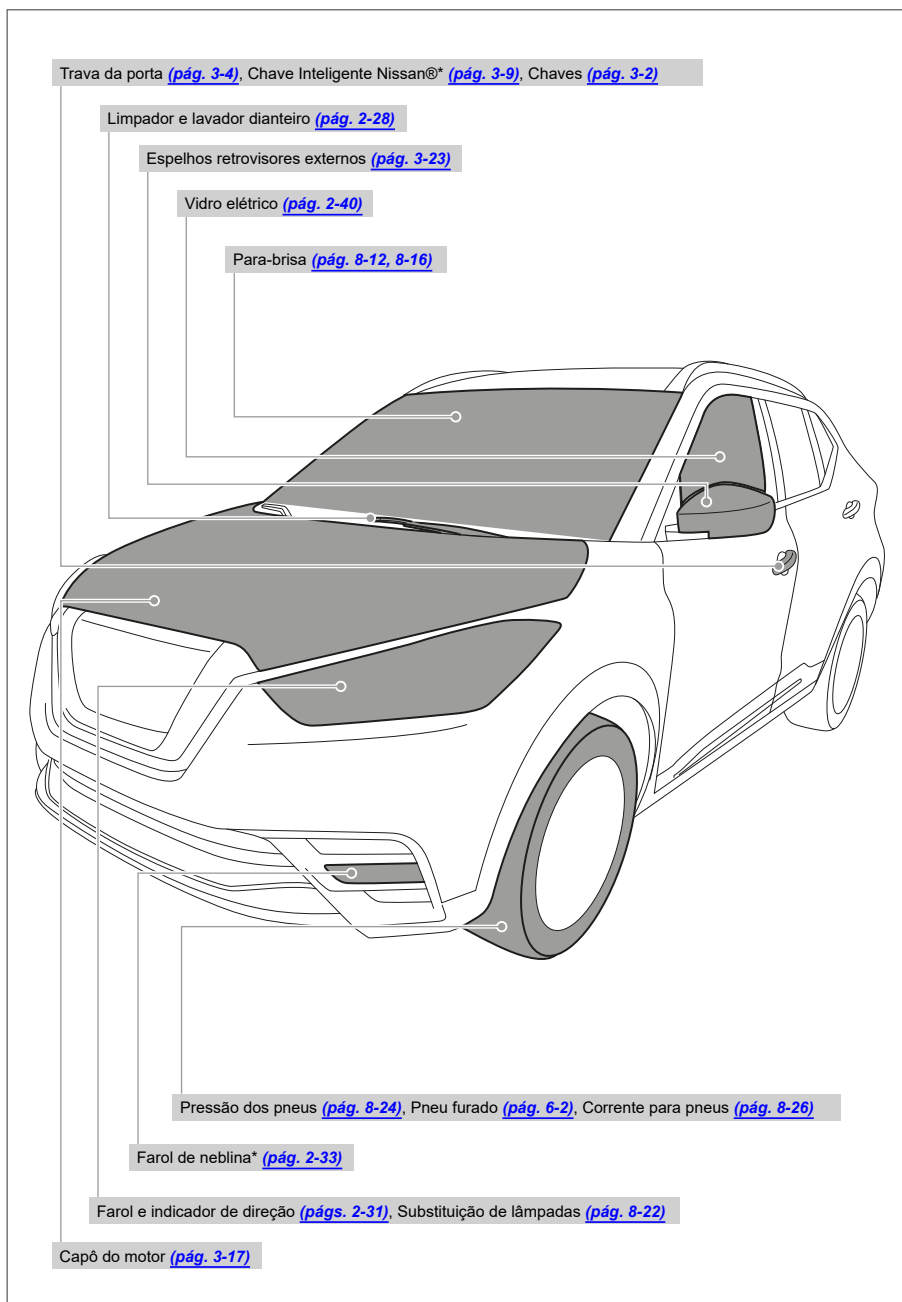 Trava da porta (pág. 3-4), Chave Inteligente Nissan®* (pág. 3-9), Chaves (pág. 3-2)
Limpador e lavador dianteiro (pág. 2-28)
Espelhos retrovisores externos (pág. 3-23)
Vidro elétrico (pág. 2-40)
Para-brisa (pág. 8-12, 8-16)
Pressão dos pneus (pág. 8-24), Pneu furado (pág. 6-2), Corrente para pneus (pág. 8-26)
Farol de neblina* (pág. 2-33)
Farol e indicador de direção (págs. 2-31), Substituição de lâmpadas (pág. 8-22)
Capô do motor (pág. 3-17)